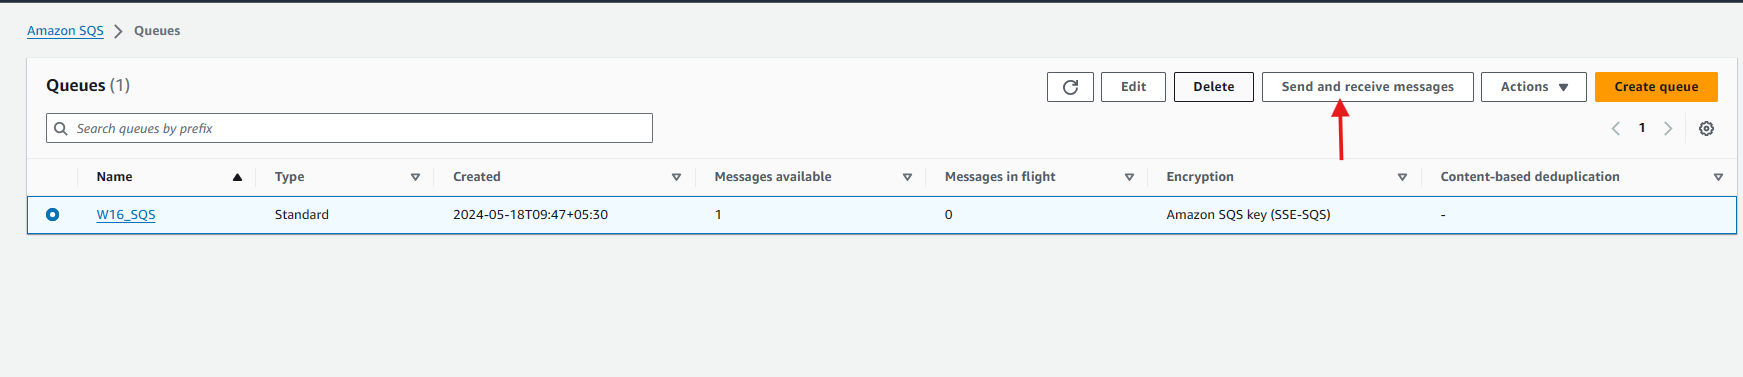 Amazon SQS > Queues
Queues (1)
Edit Delete Send and receive messages Actions Create queue
Search queues by prefix
1
Name Type Created Messages available Messages in flight Encryption Content-based deduplication
W16_SQS Standard 2024-05-18T09:47+05:30 1 0 Amazon SQS key (SSE-SQS) -